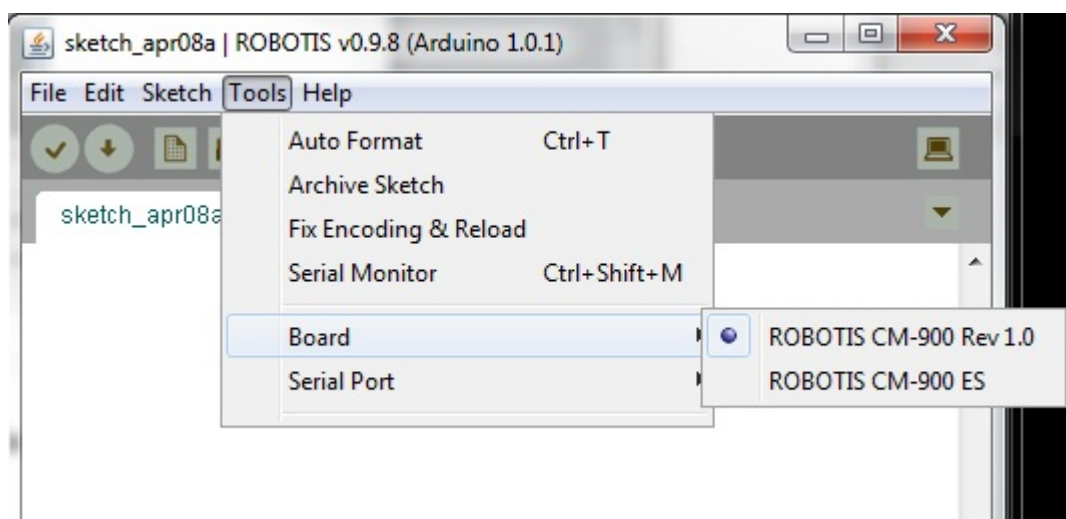 sketch_apr08a | ROBOTIS v0.9.8 (Arduino 1.0.1)
File Edit Sketch Tools Help
Auto Format Ctrl+T
Archive Sketch
sketch_apr08a
Fix Encoding & Reload
Serial Monitor Ctrl+Shift+M
Board
ROBOTIS CM-900 Rev 1.0
Serial Port
ROBOTIS CM-900 ES